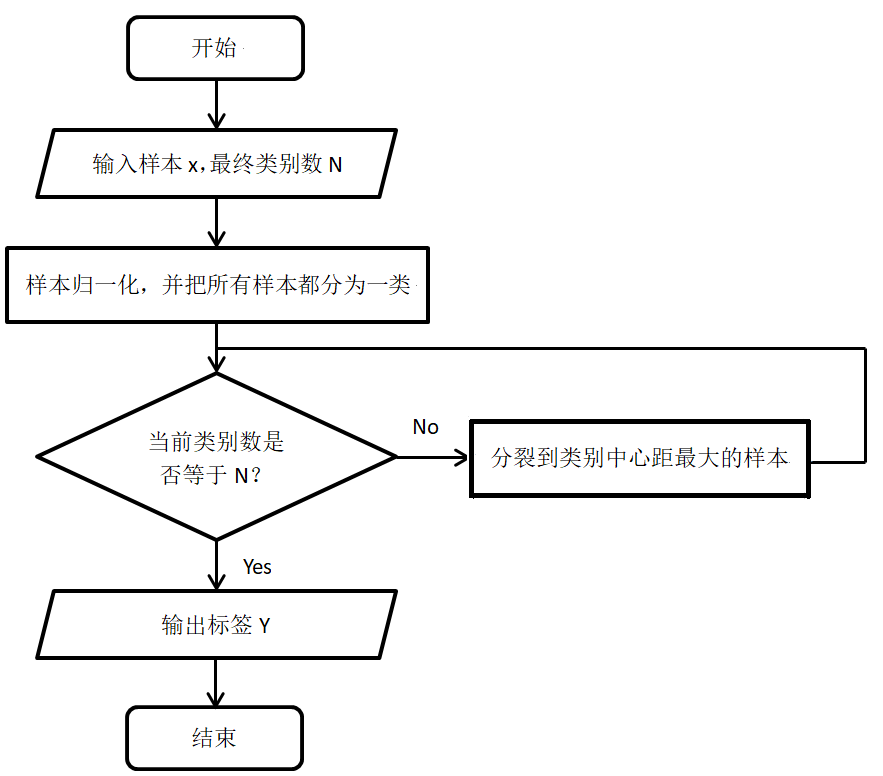 开始
输入样本 x,最终类别数 N
样本归一化，并把所有样本都分为一类
当前类别数是
否等于 N？
No
分裂到类别中心距最大的样本
Yes
输出标签 Y
结束